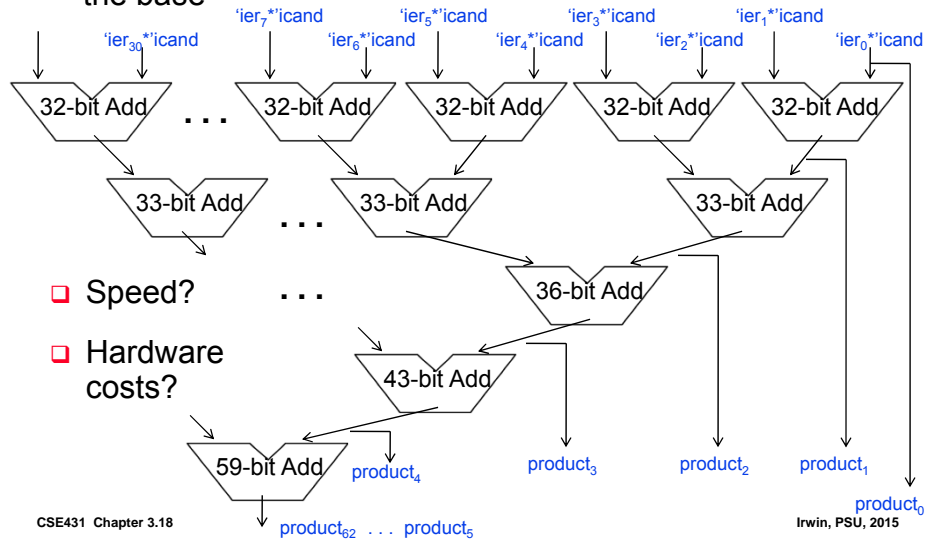 the base
'ier7*'icand 'ier5*'icand 'ier3*'icand 'ier1*'icand
'ier30*'icand 'ier6*'icand 'ier4*'icand 'ier2*'icand 'ier0*'icand
32-bit Add . . . 32-bit Add 32-bit Add 32-bit Add 32-bit Add
33-bit Add . . . 33-bit Add 33-bit Add
❑ Speed? . . . 36-bit Add
❑ Hardware
costs?
43-bit Add
59-bit Add product4 product3 product2 product1
product0
CSE431 Chapter 3.18 product62 . . . product5 Irwin, PSU, 2015